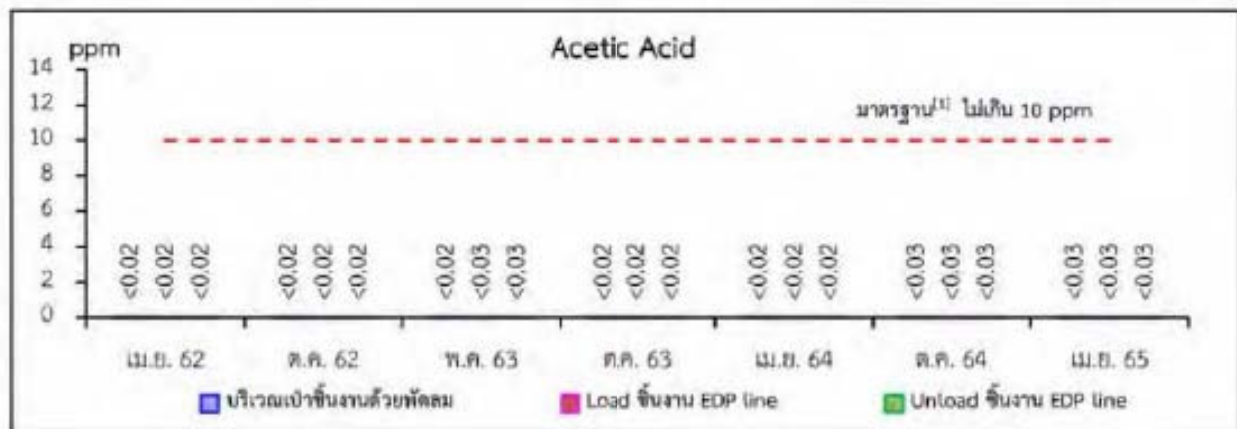 Acetic Acid
ppm
14
12
10
8
6
4
2
0
มาตรฐาน[1] ไม่เกิน 10 ppm
<0.02 <0.02 <0.02 <0.02 <0.02 <0.02 <0.02 <0.03 <0.03 <0.02 <0.02 <0.02 <0.02 <0.02 <0.02 <0.03 <0.03 <0.03 <0.03 <0.03 <0.03
เม.ย. 62 ต.ค. 62 พ.ค. 63 ต.ค. 63 เม.ย. 64 ต.ค. 64 เม.ย. 65
บริเวณเป่าชิ้นงานด้วยพัดลม Load ชิ้นงาน EDP line Unload ชิ้นงาน EDP line